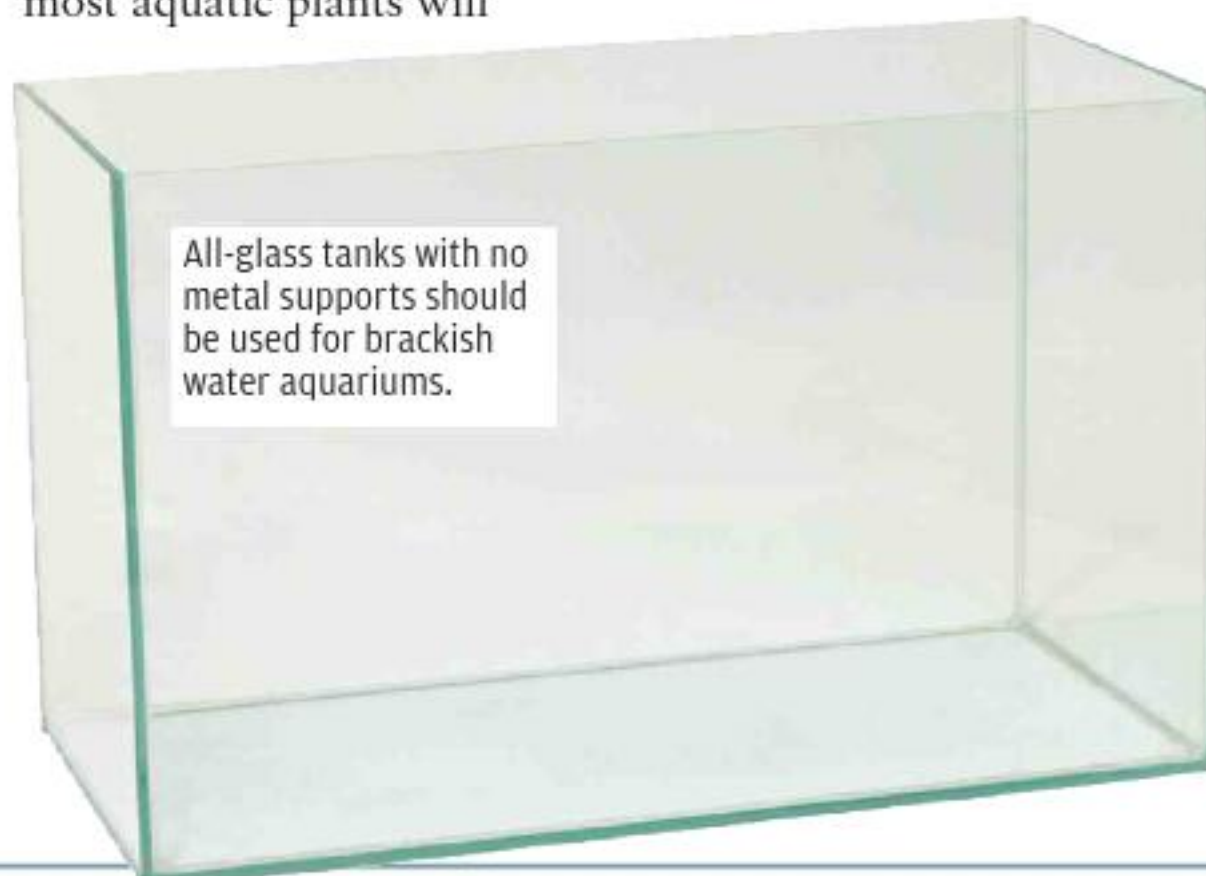 most aquatic plants will
All-glass tanks with no
metal supports should
be used for brackish
water aquariums.